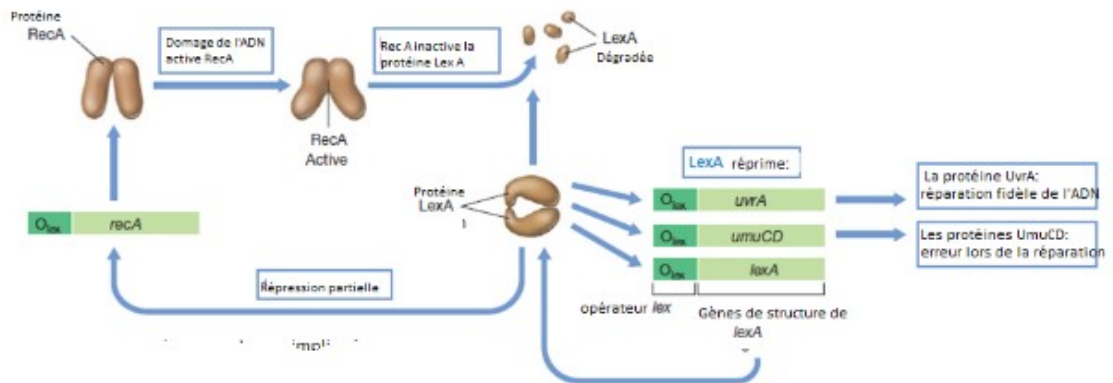 Protéine
RecA
Domage de l'ADN
active RecA
Rec A inactive la
protéine Lex A
LexA
Dégradée
RecA
Active
LexA réprime:
Protéine
LexA
Olex recA
Olex uvrA
La protéine UvrA:
réparation fidèle de l'ADN
Olex umuCD
Les protéines UmuCD:
erreur lors de la réparation
Olex lexA
Répression partielle
opérateur lex
Gènes de structure de
lexA